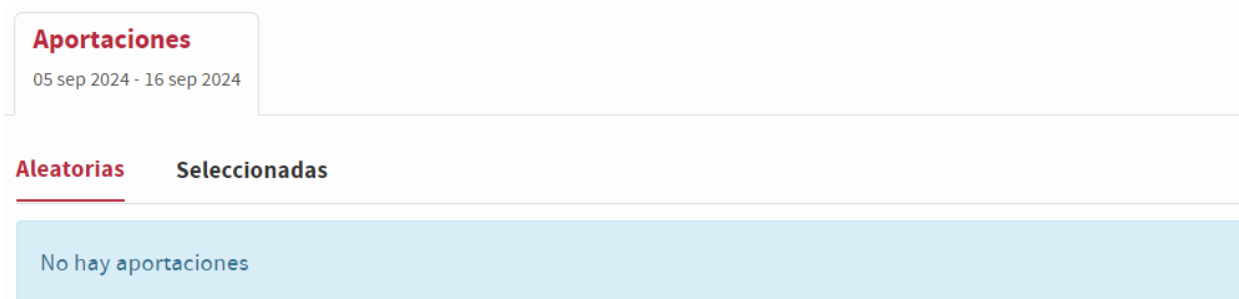 Aportaciones
05 sep 2024 - 16 sep 2024
Aleatorias Seleccionadas
No hay aportaciones